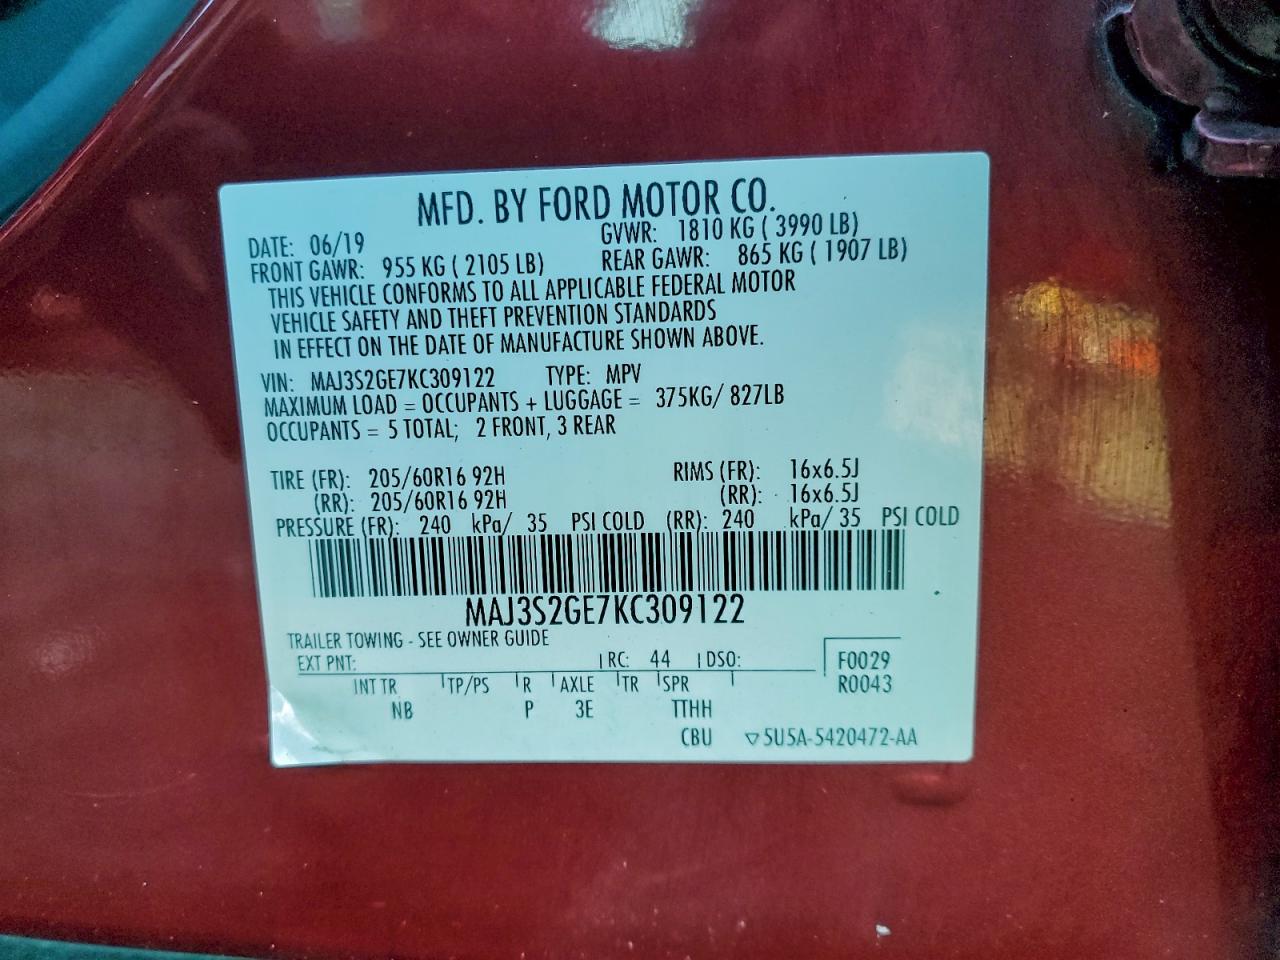 MFD. BY FORD MOTOR CO.
DATE: 06/19 GVWR: 1810 KG ( 3990 LB)
FRONT GAWR: 955 KG ( 2105 LB) REAR GAWR: 865 KG ( 1907 LB)
THIS VEHICLE CONFORMS TO ALL APPLICABLE FEDERAL MOTOR
VEHICLE SAFETY AND THEFT PREVENTION STANDARDS
IN EFFECT ON THE DATE OF MANUFACTURE SHOWN ABOVE.
VIN: MAJ3S2GE7KC309122 TYPE: MPV
MAXIMUM LOAD = OCCUPANTS + LUGGAGE = 375KG/ 827LB
OCCUPANTS = 5 TOTAL; 2 FRONT, 3 REAR
TIRE (FR): 205/60R16 92H RIMS (FR): 16x6.5J
(RR): 205/60R16 92H (RR): 16x6.5J
PRESSURE (FR): 240 kPa/ 35 PSI COLD (RR): 240 kPa/ 35 PSI COLD
MAJ3S2GE7KC309122
TRAILER TOWING - SEE OWNER GUIDE
EXT PNT: RC: 44 DSO: F0029
INT TR TP/PS R AXLE TR SPR R0043
NB P 3E TTHH
CBU ▽5U5A-5420472-AA